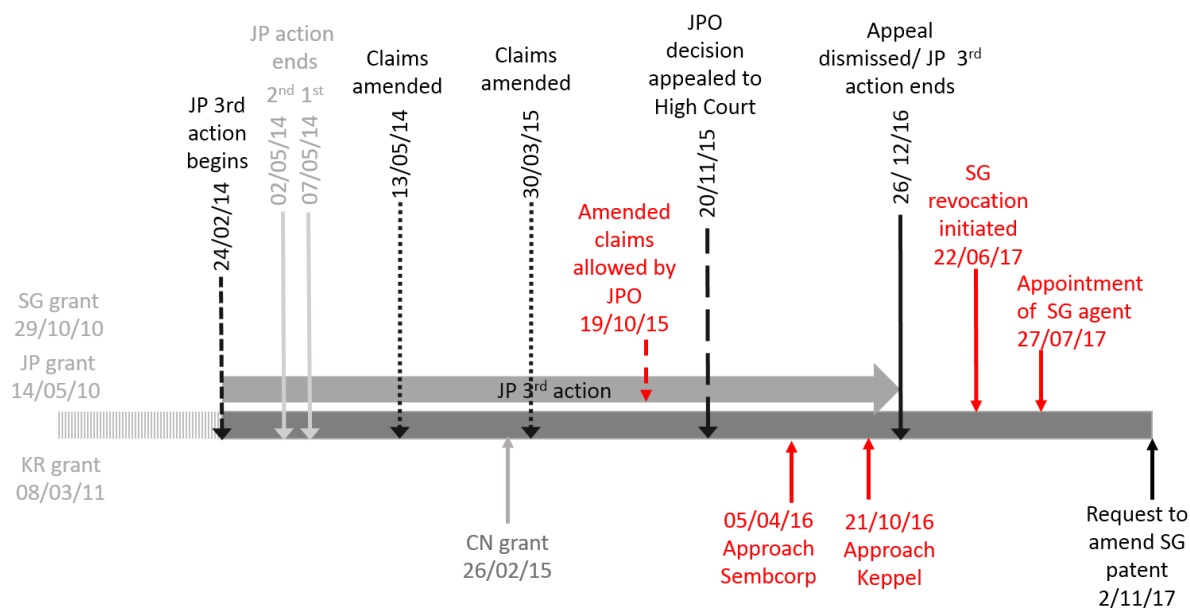 JP 3rd
action
begins
24/02/14
JP action
ends
2nd 1st
02/05/14
07/05/14
Claims
amended
13/05/14
Claims
amended
30/03/15
JPO
decision
appealed to
High Court
20/11/15
Appeal
dismissed/ JP 3rd
action ends
26/ 12/16
Amended
claims
allowed by
JPO
19/10/15
SG
revocation
initiated
22/06/17
Appointment
of SG agent
27/07/17
SG grant
29/10/10
JP grant
14/05/10
JP 3rd action
KR grant
08/03/11
CN grant
26/02/15
05/04/16
Approach
Sembcorp
21/10/16
Approach
Keppel
Request to
amend SG
patent
2/11/17